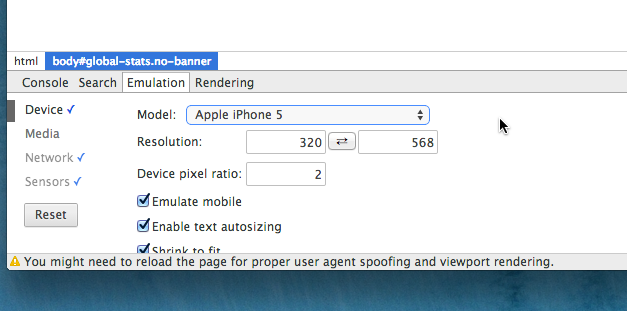 html body#global-stats.no-banner
Console Search Emulation Rendering
Device ✓
Media
Network ✓
Sensors ✓
Reset
Model: Apple iPhone 5
Resolution: 320 ⇄ 568
Device pixel ratio: 2
Emulate mobile
Enable text autosizing
Shrink to fit
You might need to reload the page for proper user agent spoofing and viewport rendering.